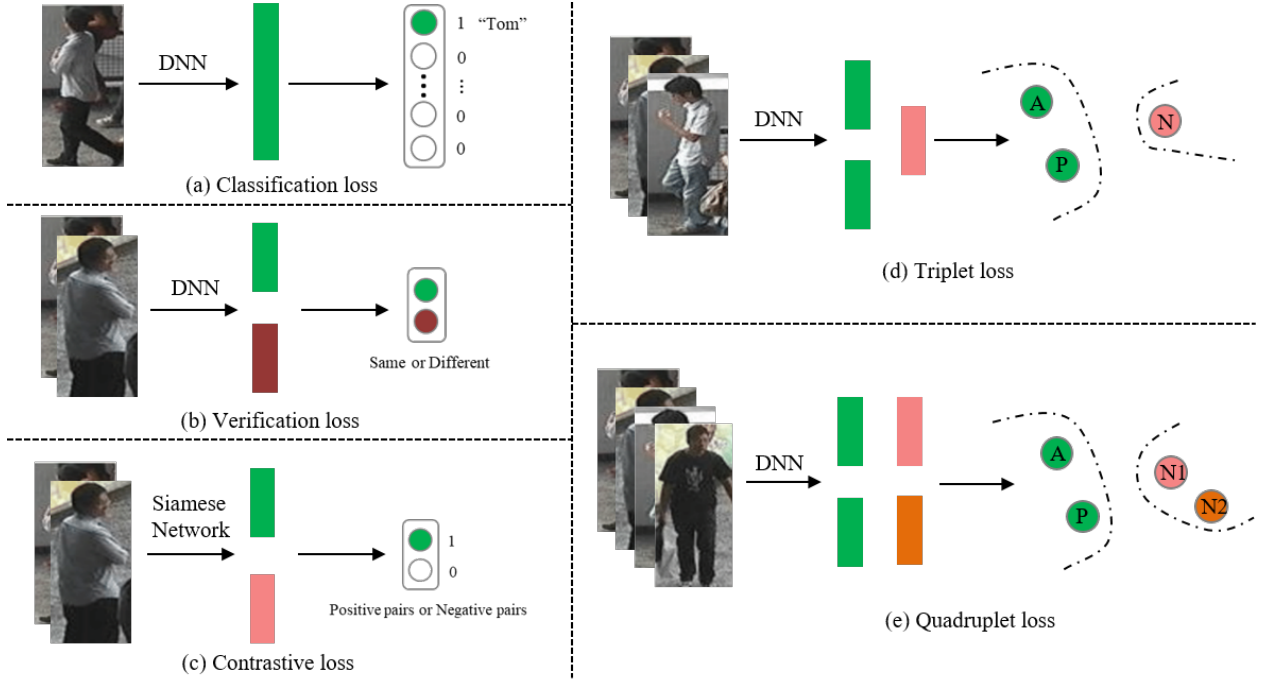 DNN
1 “Tom”
0
...
0
0
(a) Classification loss
DNN
Same or Different
(b) Verification loss
Siamese
Network
1
0
Positive pairs or Negative pairs
(c) Contrastive loss
DNN
A
P
N
(d) Triplet loss
DNN
A
P
N1
N2
(e) Quadruplet loss